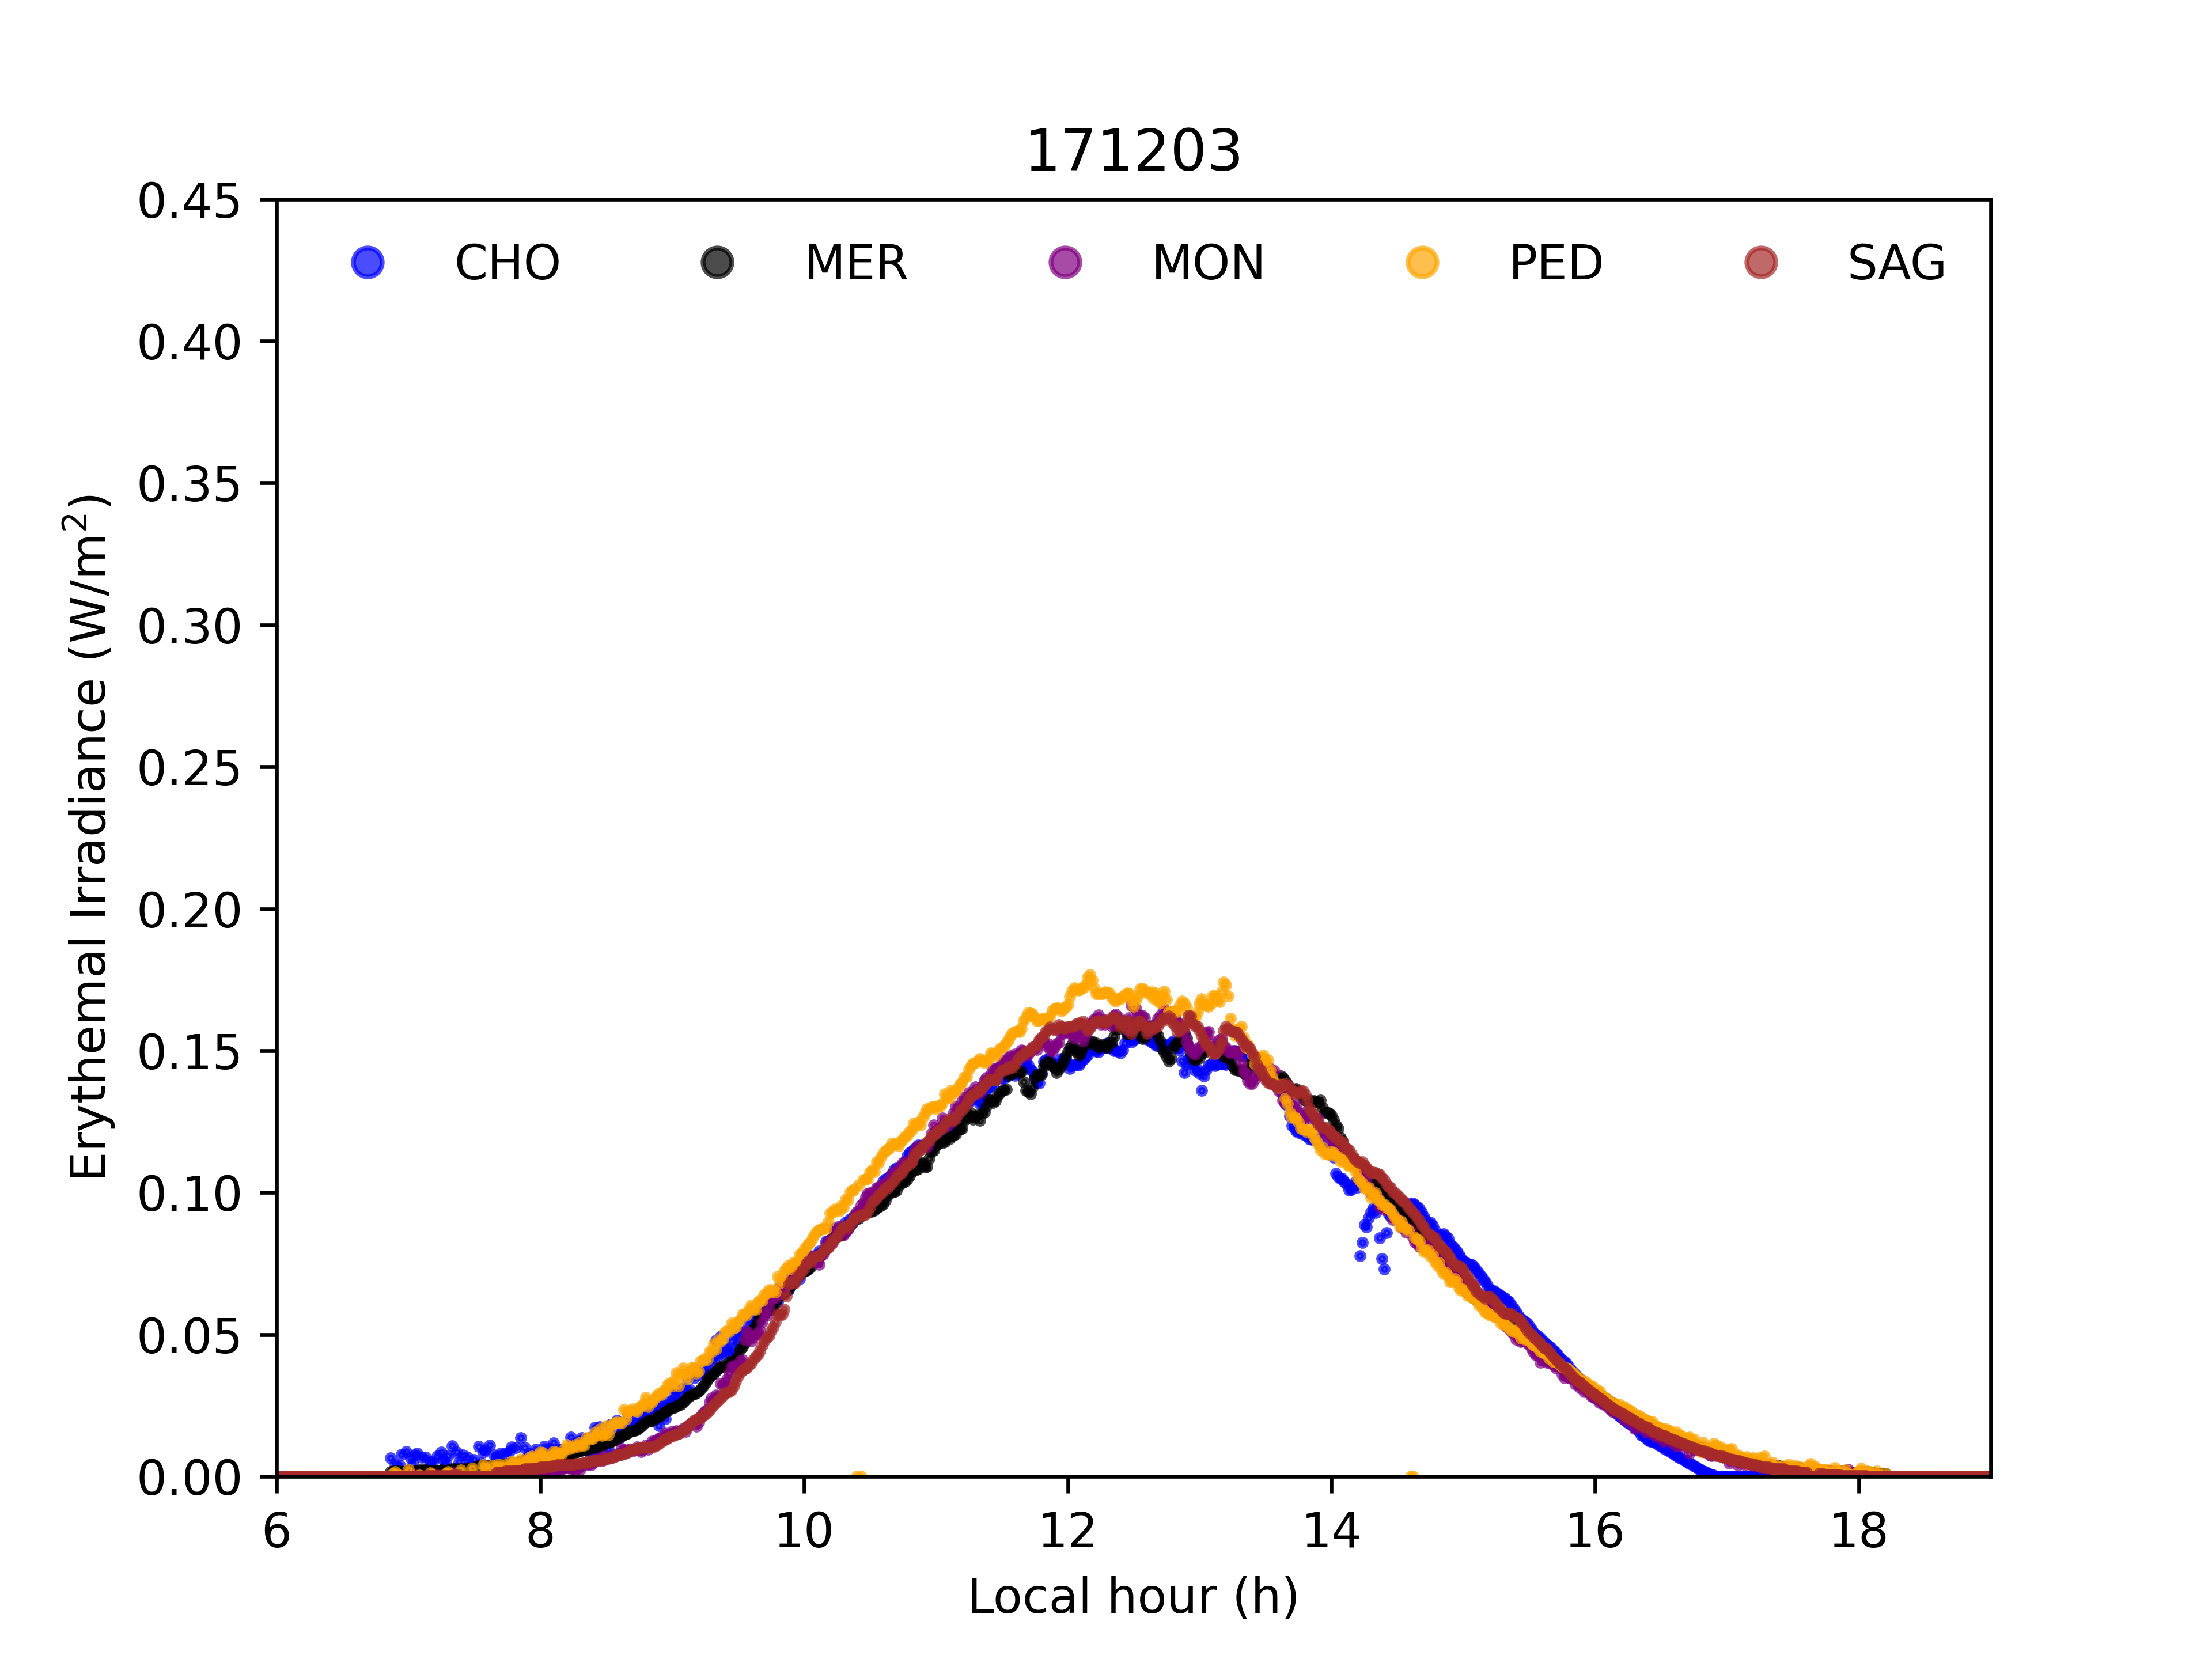 171203
CHO MER MON PED SAG
0.45
0.40
0.35
0.30
0.25
0.20
0.15
0.10
0.05
0.00
Erythemal Irradiance (W/m²)
6 8 10 12 14 16 18
Local hour (h)